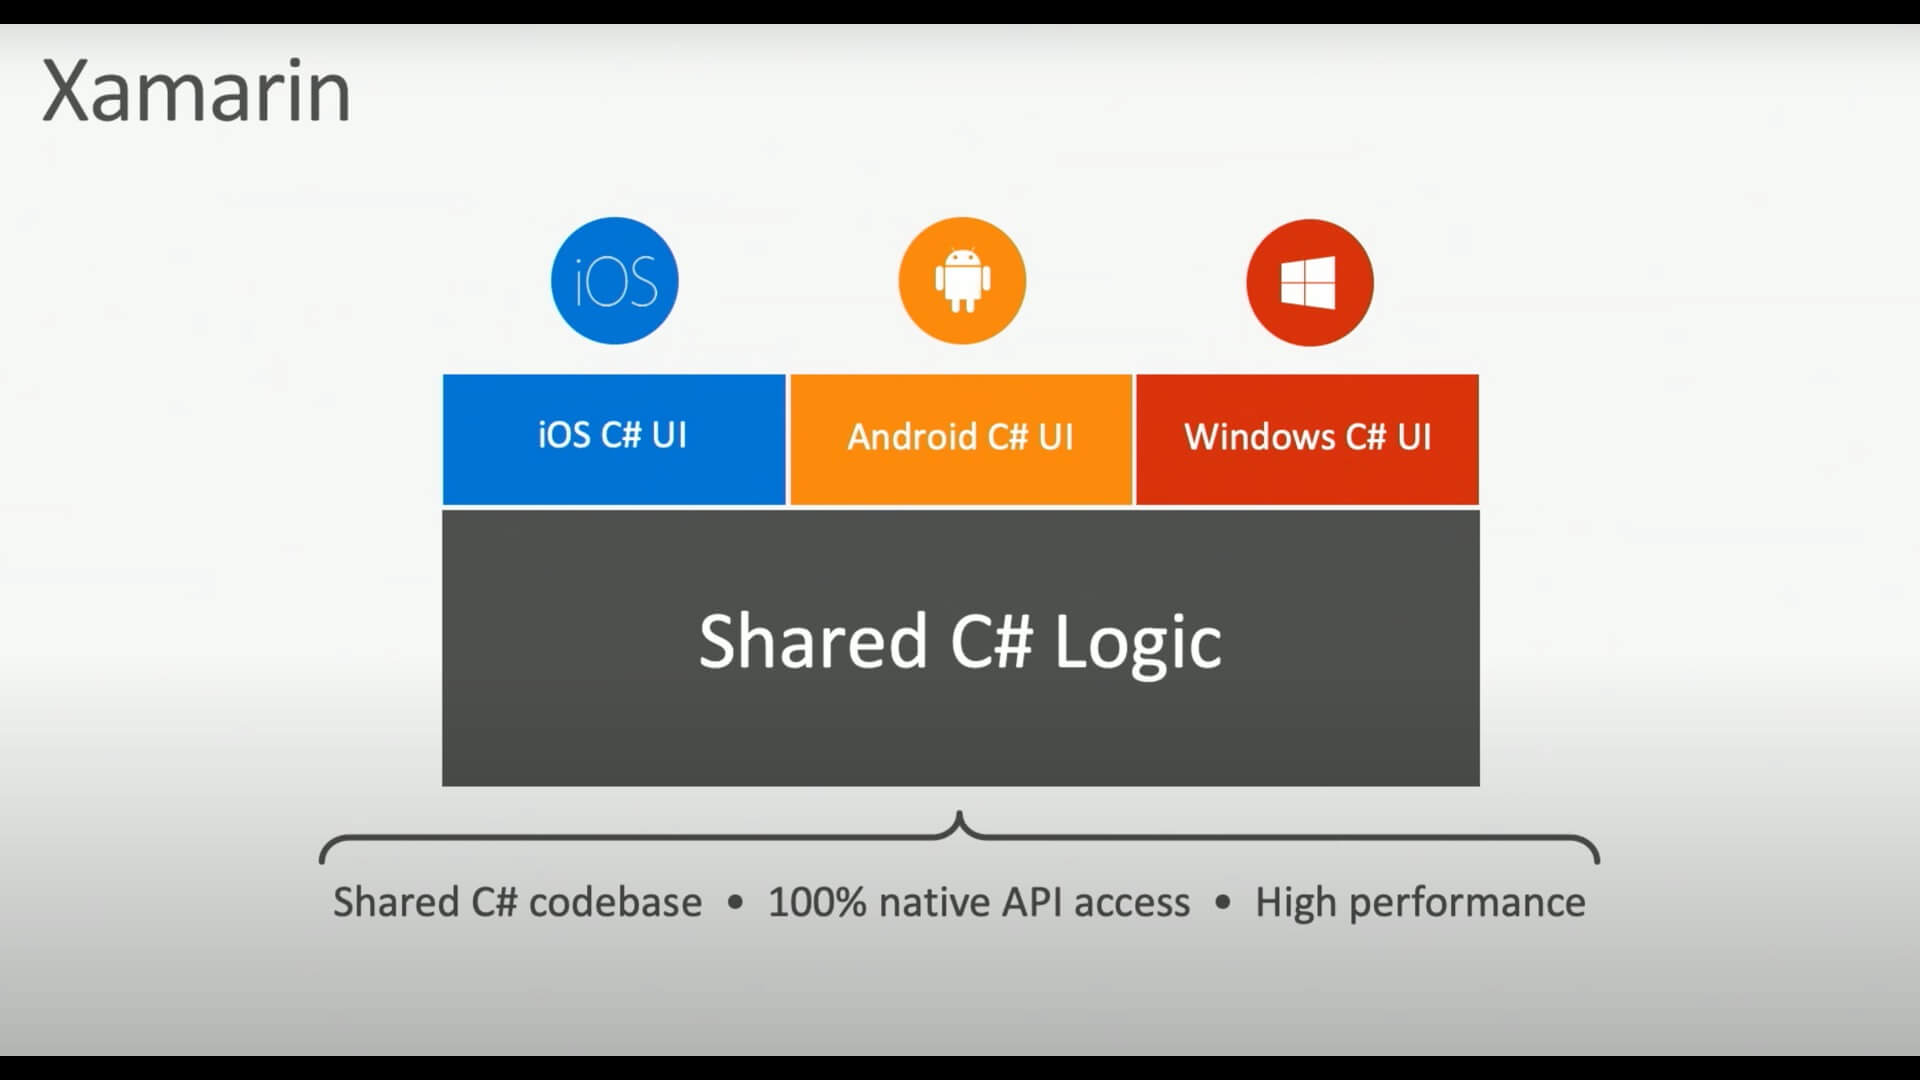 Xamarin
iOS
iOS C# UI
Android C# UI
Windows C# UI
Shared C# Logic
Shared C# codebase • 100% native API access • High performance